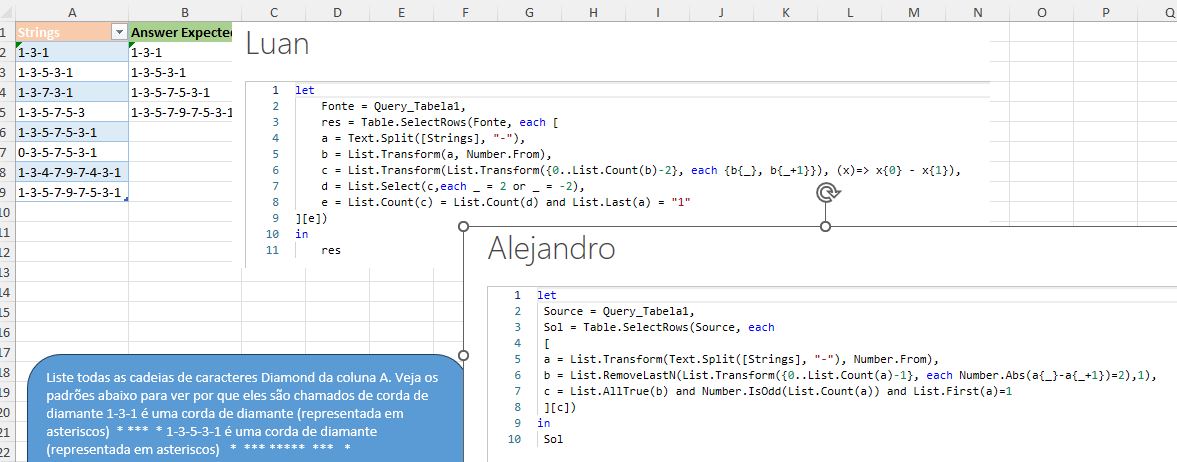 A B C D E F G H I J K L M N O P Q
1 Strings Answer Expected
2 1-3-1 1-3-1
3 1-3-5-3-1 1-3-5-3-1
4 1-3-7-3-1 1-3-5-7-5-3-1
5 1-3-5-7-5-3 1-3-5-7-9-7-5-3-1
6 1-3-5-7-5-3-1
7 0-3-5-7-5-3-1
8 1-3-4-7-9-7-4-3-1
9 1-3-5-7-9-7-5-3-1
10
11
12
13
14
15
16
17
18
19
20
21
22
Luan
1 let
2 Fonte = Query_Tabela1,
3 res = Table.SelectRows(Fonte, each [
4 a = Text.Split([Strings], "-"),
5 b = List.Transform(a, Number.From),
6 c = List.Transform(List.Transform({0..List.Count(b)-2}, each {b{_}, b{_+1}}), (x)=> x{0} - x{1}),
7 d = List.Select(c,each _ = 2 or _ = -2),
8 e = List.Count(c) = List.Count(d) and List.Last(a) = "1"
9 ][e])
10 in
11 res
Alejandro
1 let
2 Source = Query_Tabela1,
3 Sol = Table.SelectRows(Source, each
4 [
5 a = List.Transform(Text.Split([Strings], "-"), Number.From),
6 b = List.RemoveLastN(List.Transform({0..List.Count(a)-1}, each Number.Abs(a{_}-a{_+1})=2),1),
7 c = List.AllTrue(b) and Number.IsOdd(List.Count(a)) and List.First(a)=1
8 ][c])
9 in
10 Sol
Liste todas as cadeias de caracteres Diamond da coluna A. Veja os
padrões abaixo para ver por que eles são chamados de corda de
diamante 1-3-1 é uma corda de diamante (representada em
asteriscos) * *** * 1-3-5-3-1 é uma corda de diamante
(representada em asteriscos) * *** ***** *** *